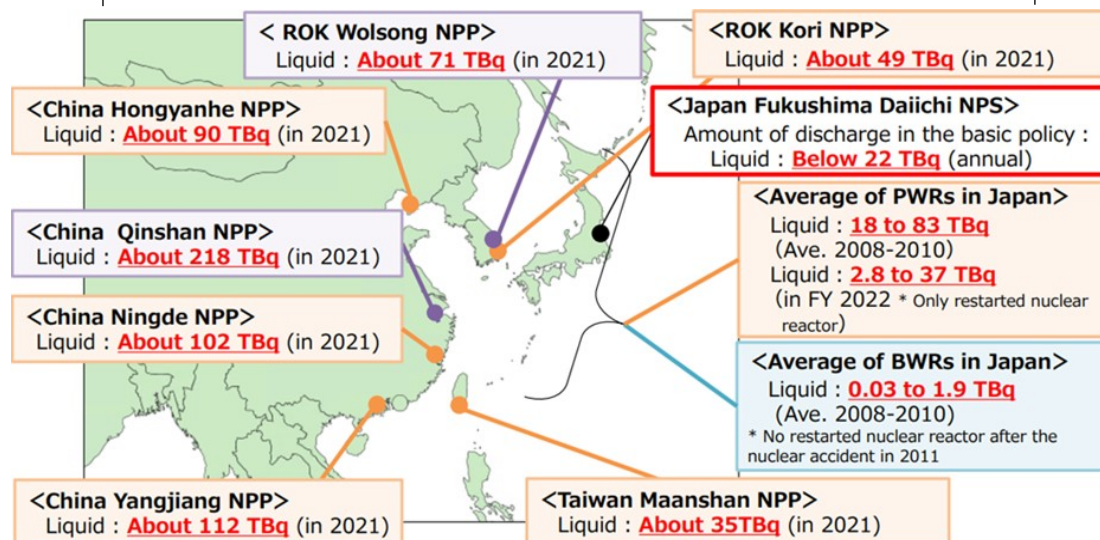 < ROK Wolsong NPP>
Liquid : About 71 TBq (in 2021)
<ROK Kori NPP>
Liquid : About 49 TBq (in 2021)
<China Hongyanhe NPP>
Liquid : About 90 TBq (in 2021)
<Japan Fukushima Daiichi NPS>
Amount of discharge in the basic policy :
Liquid : Below 22 TBq (annual)
<China Qinshan NPP>
Liquid : About 218 TBq (in 2021)
<Average of PWRs in Japan>
Liquid : 18 to 83 TBq
(Ave. 2008-2010)
Liquid : 2.8 to 37 TBq
(in FY 2022 * Only restarted nuclear
reactor)
<China Ningde NPP>
Liquid : About 102 TBq (in 2021)
<Average of BWRs in Japan>
Liquid : 0.03 to 1.9 TBq
(Ave. 2008-2010)
* No restarted nuclear reactor after the
nuclear accident in 2011
<China Yangjiang NPP>
Liquid : About 112 TBq (in 2021)
<Taiwan Maanshan NPP>
Liquid : About 35TBq (in 2021)